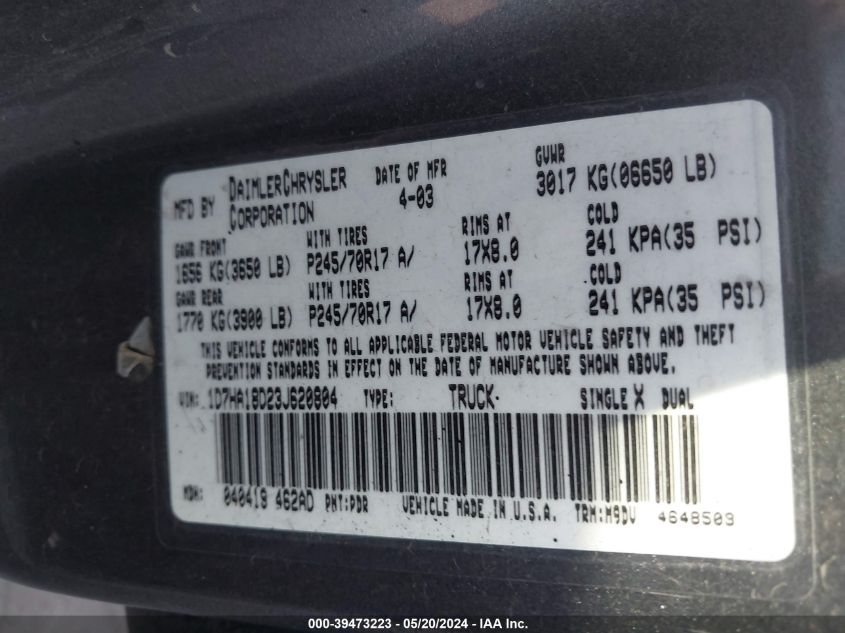 MFD BY DAIMLERCHRYSLER CORPORATION DATE OF MFR 4-03 GVWR 3017 KG(06650 LB)
GAWR FRONT WITH TIRES RIMS AT COLD
1656 KG(3650 LB) P245/70R17 A/ 17X8.0 241 KPA(35 PSI)
GAWR REAR WITH TIRES RIMS AT COLD
1770 KG(3900 LB) P245/70R17 A/ 17X8.0 241 KPA(35 PSI)
THIS VEHICLE CONFORMS TO ALL APPLICABLE FEDERAL MOTOR VEHICLE SAFETY AND THEFT
PREVENTION STANDARDS IN EFFECT ON THE DATE OF MANUFACTURE SHOWN ABOVE.
VIN: 1D7HA18D23J620804 TYPE: TRUCK SINGLE X DUAL
MDH: 040419 462AD PNT:PDR VEHICLE MADE IN U.S.A. TRM:M9DV 4648509
000-39473223 - 05/20/2024 - IAA Inc.